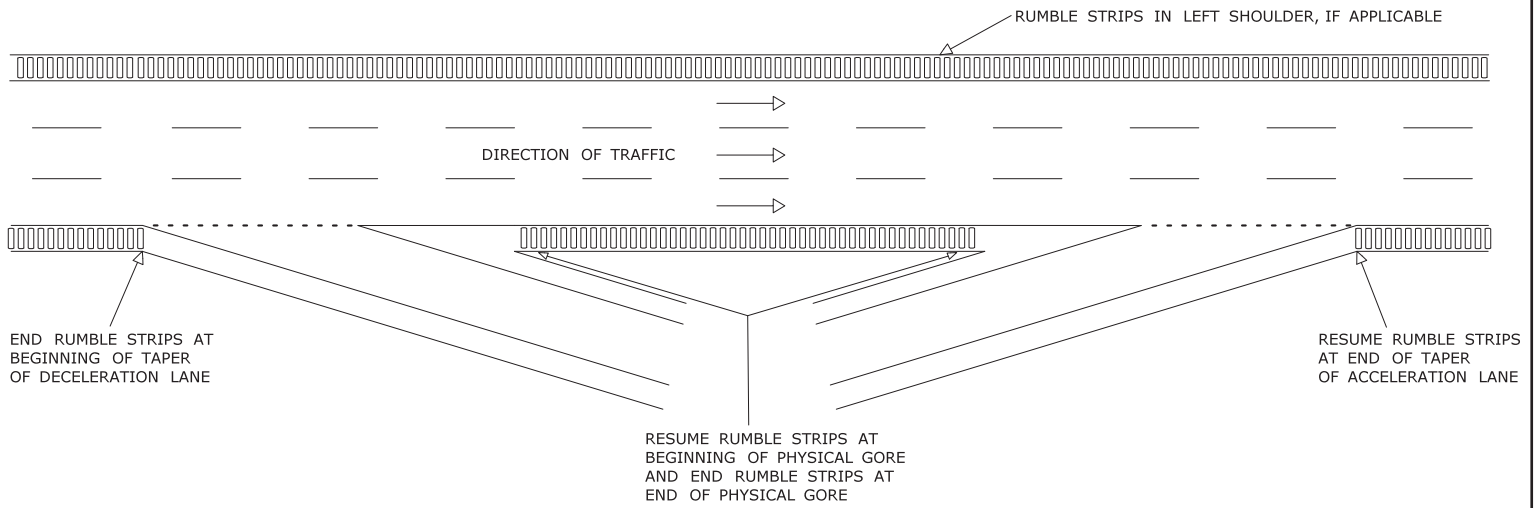 RUMBLE STRIPS IN LEFT SHOULDER, IF APPLICABLE
DIRECTION OF TRAFFIC
END RUMBLE STRIPS AT
BEGINNING OF TAPER
OF DECELERATION LANE
RESUME RUMBLE STRIPS AT
BEGINNING OF PHYSICAL GORE
AND END RUMBLE STRIPS AT
END OF PHYSICAL GORE
RESUME RUMBLE STRIPS
AT END OF TAPER
OF ACCELERATION LANE